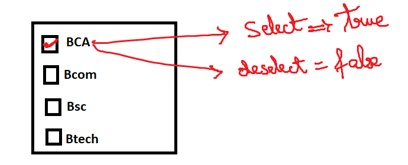 BCA
Bcom
Bsc
Btech
Select => true
deselect = false